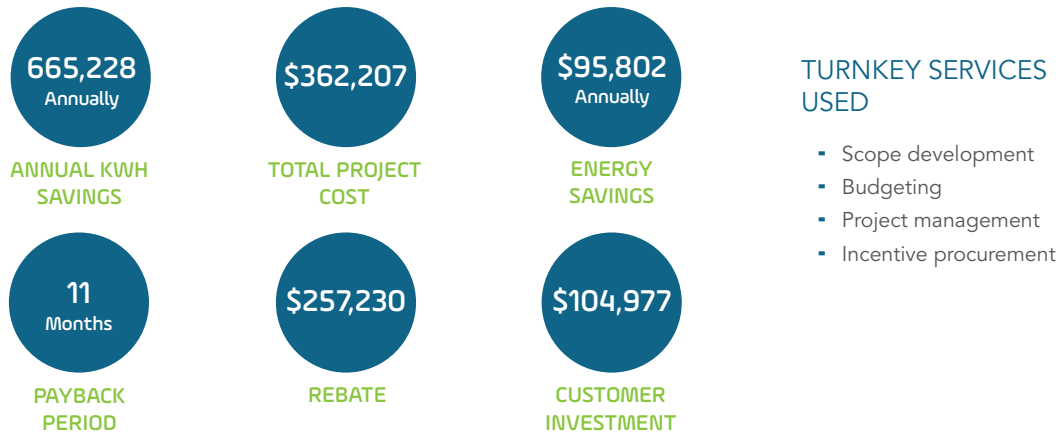 665,228
Annually
ANNUAL KWH
SAVINGS
$362,207
TOTAL PROJECT
COST
$95,802
Annually
ENERGY
SAVINGS
11
Months
PAYBACK
PERIOD
$257,230
REBATE
$104,977
CUSTOMER
INVESTMENT
TURNKEY SERVICES
USED
- Scope development
- Budgeting
- Project management
- Incentive procurement